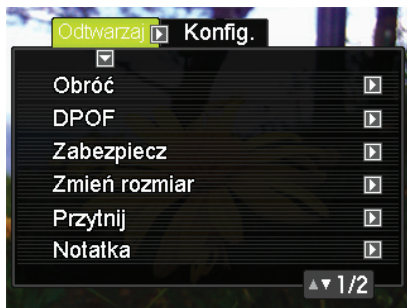 Odtwarzaj Konfig.
Obróć
DPOF
Zabezpiecz
Zmień rozmiar
Przytnij
Notatka
1/2